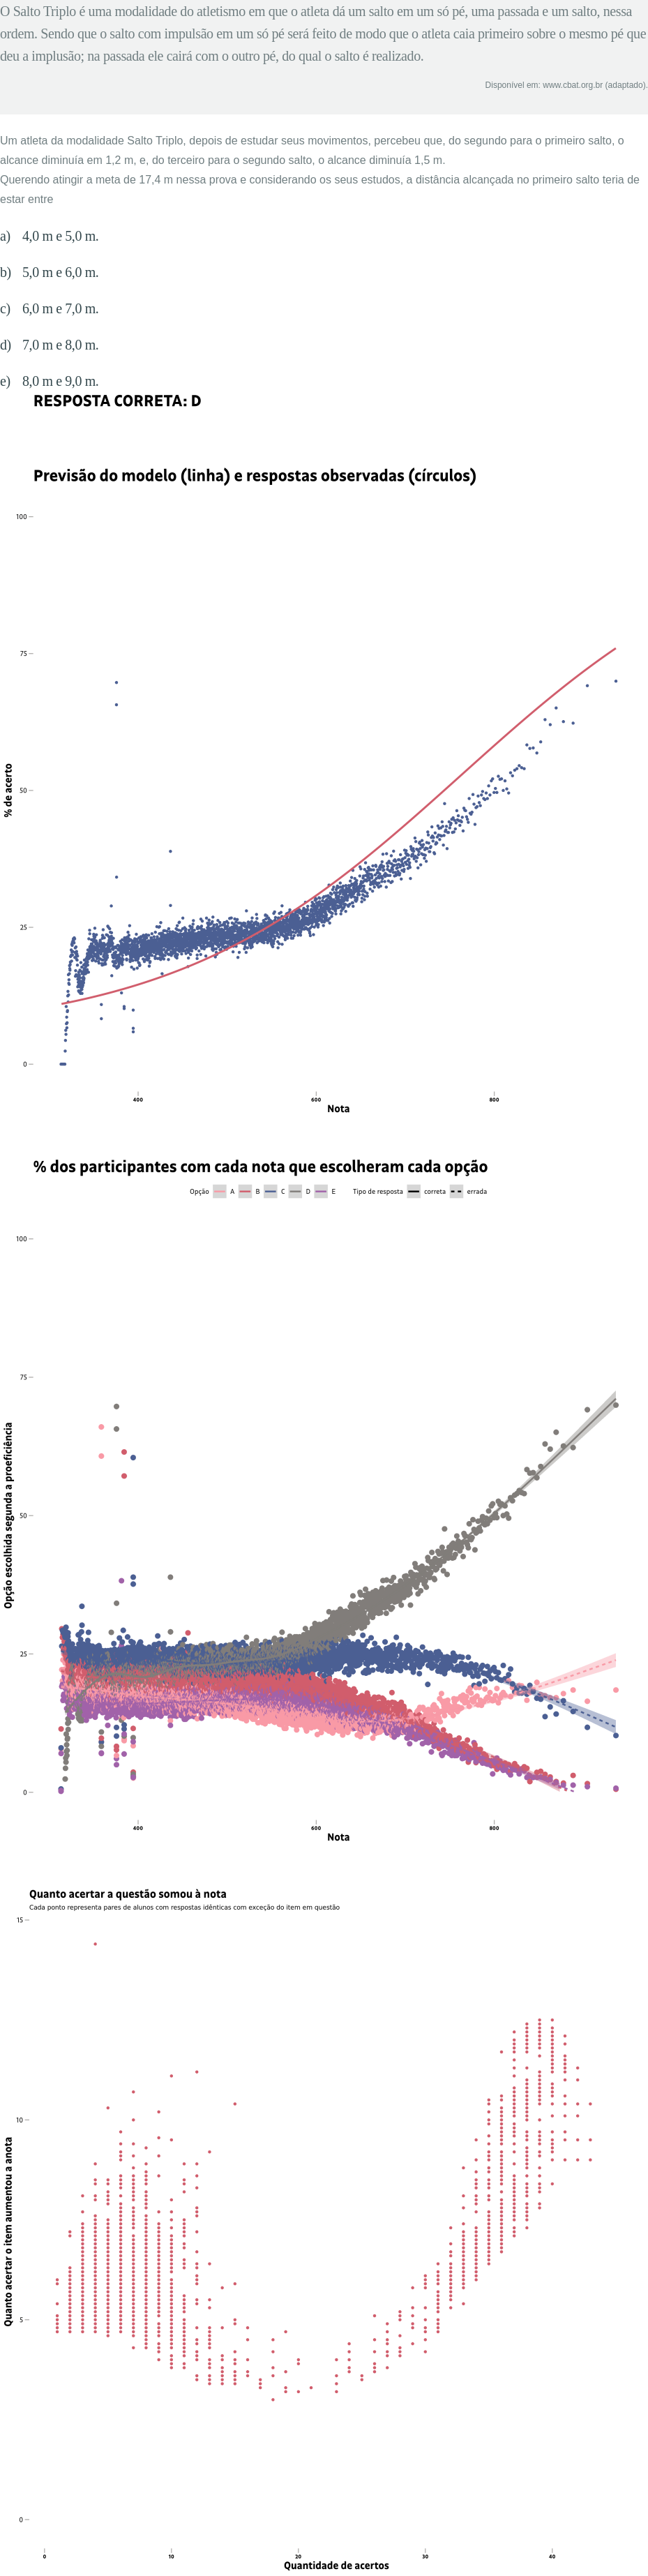 O Salto Triplo é uma modalidade do atletismo em que o atleta dá um salto em um só pé, uma passada e um salto, nessa
ordem. Sendo que o salto com impulsão em um só pé será feito de modo que o atleta caia primeiro sobre o mesmo pé que
deu a implusão; na passada ele cairá com o outro pé, do qual o salto é realizado.
Disponível em: www.cbat.org.br (adaptado).
Um atleta da modalidade Salto Triplo, depois de estudar seus movimentos, percebeu que, do segundo para o primeiro salto, o
alcance diminuía em 1,2 m, e, do terceiro para o segundo salto, o alcance diminuía 1,5 m.
Querendo atingir a meta de 17,4 m nessa prova e considerando os seus estudos, a distância alcançada no primeiro salto teria de
estar entre
a) 4,0 m e 5,0 m.
b) 5,0 m e 6,0 m.
c) 6,0 m e 7,0 m.
d) 7,0 m e 8,0 m.
e) 8,0 m e 9,0 m.
RESPOSTA CORRETA: D
Previsão do modelo (linha) e respostas observadas (círculos)
100
75
50
25
0
% de acerto
400 600 800
Nota
% dos participantes com cada nota que escolheram cada opção
Opção A B C D E Tipo de resposta correta errada
100
75
50
25
0
Opção escolhida segunda a proeficiência
400 600 800
Nota
Quanto acertar a questão somou à nota
Cada ponto representa pares de alunos com respostas idênticas com exceção do item em questão
15
10
5
0
Quanto acertar o item aumentou a anota
0 10 20 30 40
Quantidade de acertos